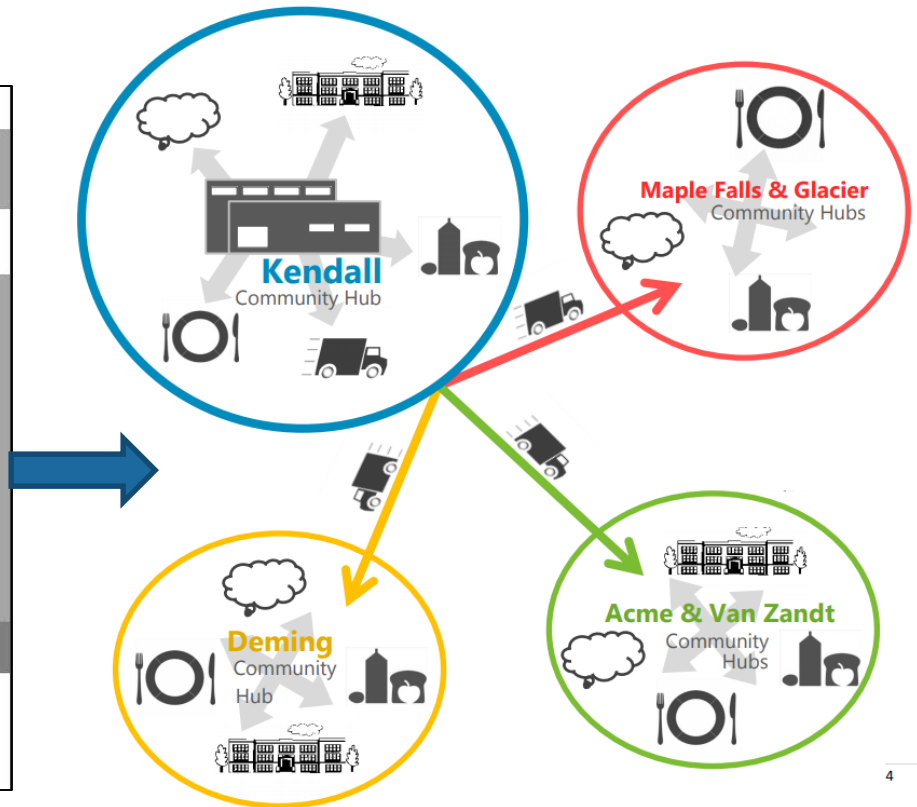 Kendall
Community Hub
Maple Falls & Glacier
Community Hubs
Deming
Community
Hub
Acme & Van Zandt
Community
Hubs
4